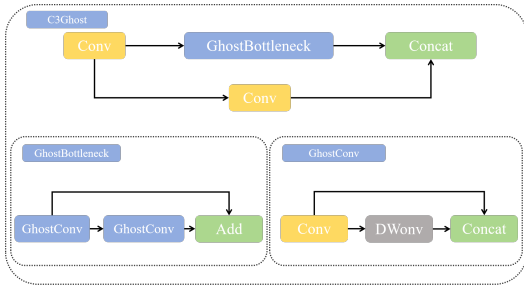 C3Ghost
Conv
GhostBottleneck
Concat
Conv
GhostBottleneck
GhostConv
GhostConv
GhostConv
Add
Conv
DWonv
Concat